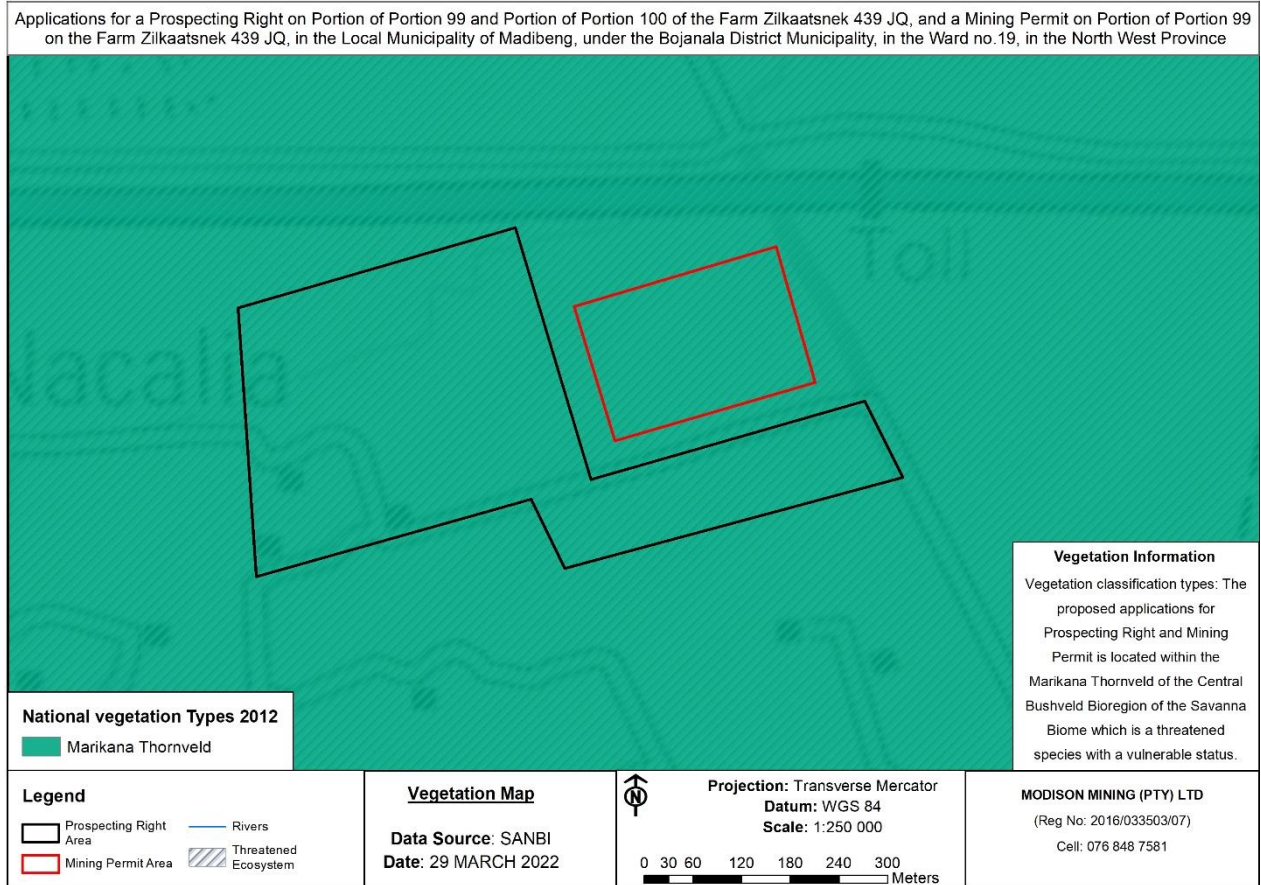 Applications for a Prospecting Right on Portion of Portion 99 and Portion of Portion 100 of the Farm Zilkaatsnek 439 JQ, and a Mining Permit on Portion of Portion 99
on the Farm Zilkaatsnek 439 JQ, in the Local Municipality of Madibeng, under the Bojanala District Municipality, in the Ward no.19, in the North West Province
Toll
Nacalia
Vegetation Information
Vegetation classification types: The
proposed applications for
Prospecting Right and Mining
Permit is located within the
Marikana Thornveld of the Central
Bushveld Bioregion of the Savanna
Biome which is a threatened
species with a vulnerable status.
National vegetation Types 2012
Marikana Thornveld
Legend
Prospecting Right
Area
Mining Permit Area
Rivers
Threatened
Ecosystem
Vegetation Map
Data Source: SANBI
Date: 29 MARCH 2022
N
Projection: Transverse Mercator
Datum: WGS 84
Scale: 1:250 000
0 30 60 120 180 240 300
Meters
MODISON MINING (PTY) LTD
(Reg No: 2016/033503/07)
Cell: 076 848 7581